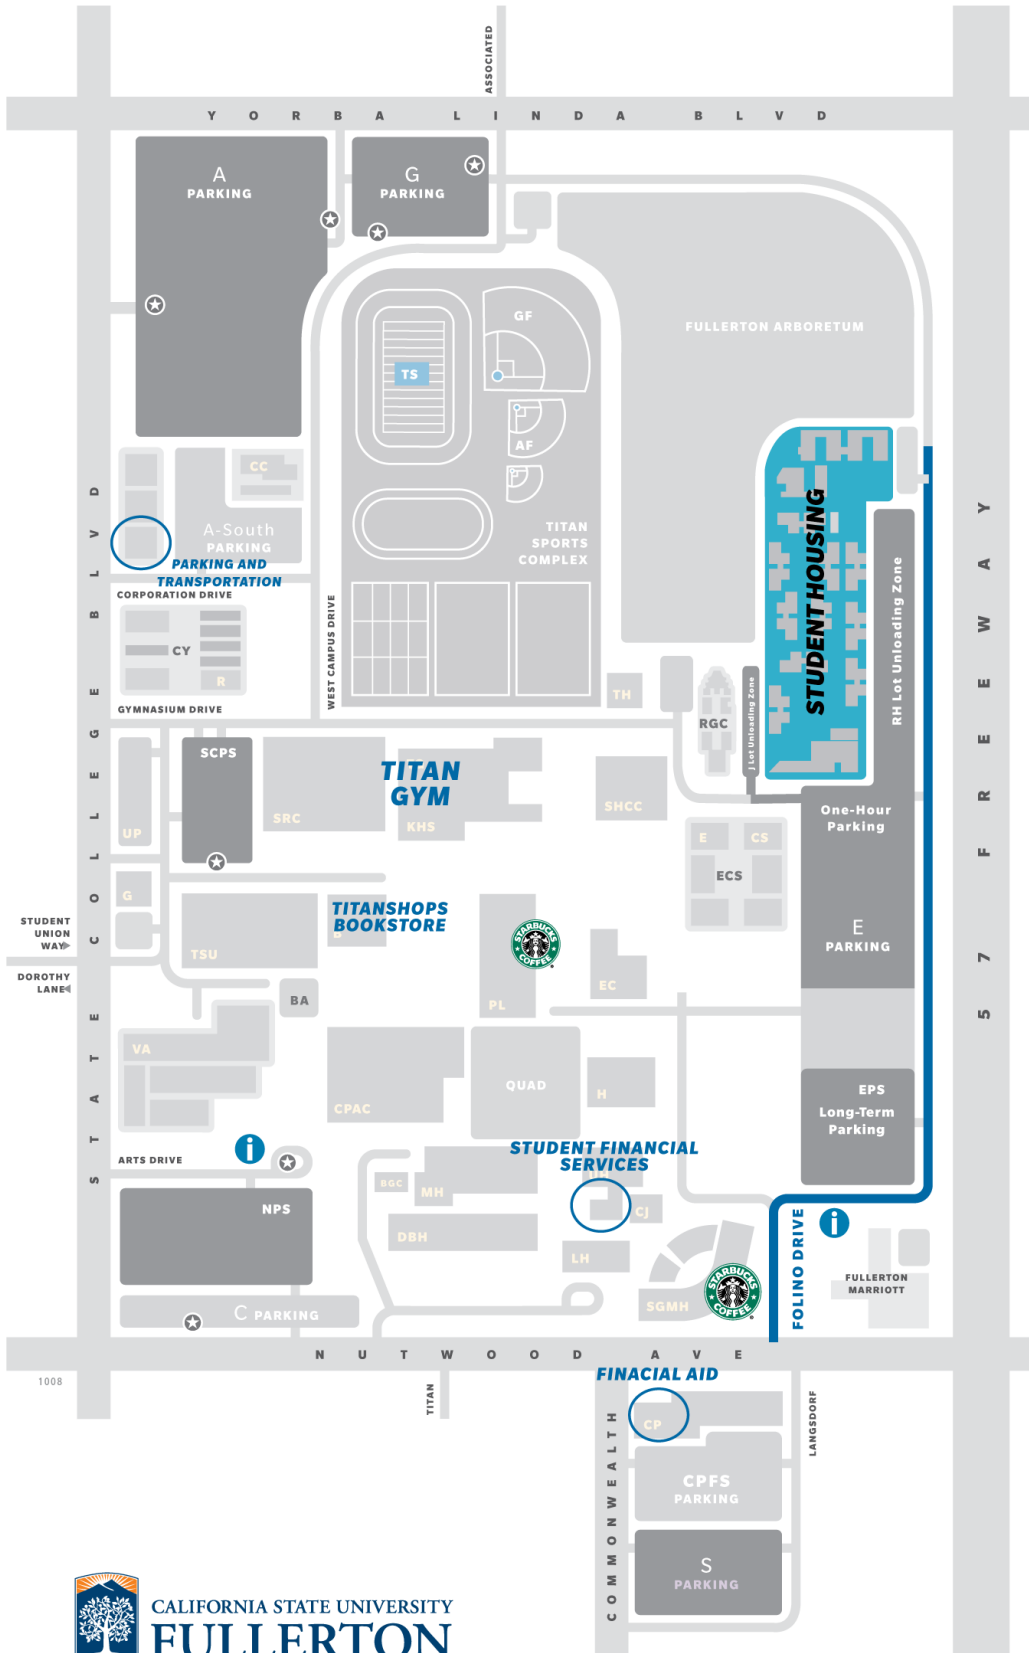 ASSOCIATED
YORBA LINDA BLVD
A
PARKING
G
PARKING
GF
FULLERTON ARBORETUM
TS
AF
CC
STATE COLLEGE BLVD
A-South
PARKING
PARKING AND
TRANSPORTATION
TITAN
SPORTS
COMPLEX
STUDENT HOUSING
RH Lot Unloading Zone
57 FREEWAY
CORPORATION DRIVE
CY
R
WEST CAMPUS DRIVE
GYMNASIUM DRIVE
TH
RGC
J Lot Unloading Zone
SCPS
TITAN
GYM
SRC
KHS
SHCC
UP
One-Hour
Parking
E
CS
ECS
G
TITANSHOPS
BOOKSTORE
STARBUCKS
COFFEE
STUDENT
UNION
WAY
TSU
E
PARKING
DOROTHY
LANE
BA
PL
EC
VA
CPAC
QUAD
H
EPS
Long-Term
Parking
i
STUDENT FINANCIAL
SERVICES
ARTS DRIVE
BGC
MH
CJ
NPS
DBH
LH
FOLINO DRIVE
i
FULLERTON
MARRIOTT
STARBUCKS
COFFEE
SGMH
C PARKING
NUTWOOD AVE
1008
TITAN
FINACIAL AID
CP
COMMONWEALTH
LANGSDORF
CPFS
PARKING
S
PARKING
CALIFORNIA STATE UNIVERSITY
FULLERTON